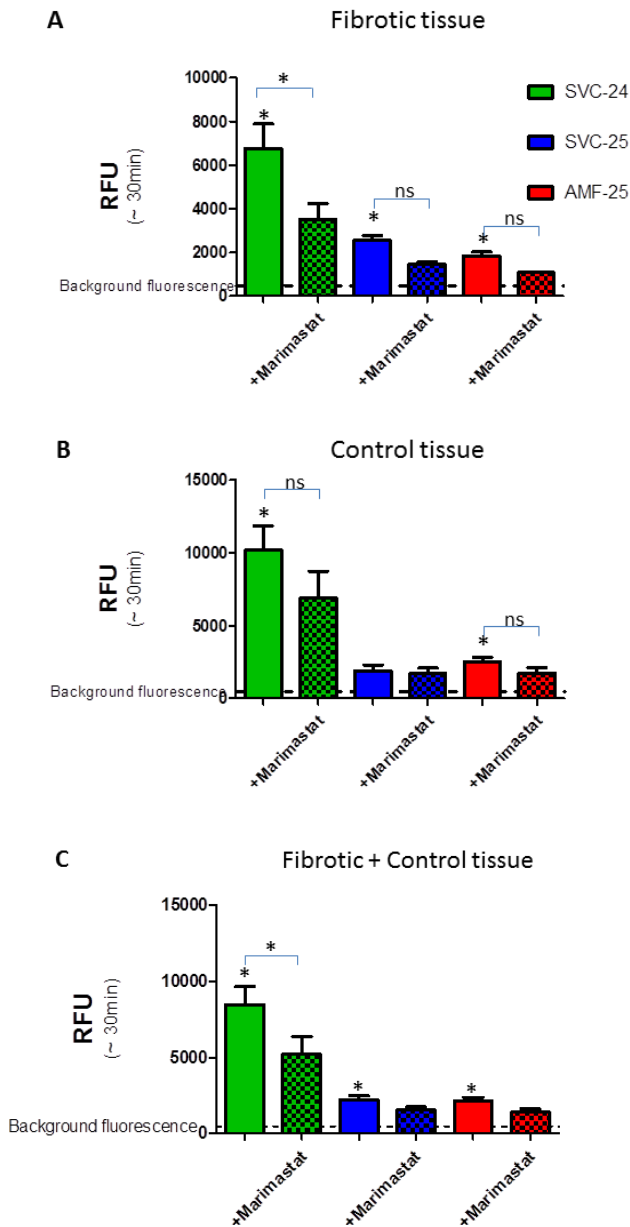 A
Fibrotic tissue
10000
8000
6000
4000
2000
0
RFU
(~ 30min)
Background fluorescence
*
*
*
ns
*
ns
SVC-24
SVC-25
AMF-25
+Marimastat
+Marimastat
+Marimastat
B
Control tissue
15000
10000
5000
0
RFU
(~ 30min)
Background fluorescence
*
ns
*
ns
+Marimastat
+Marimastat
+Marimastat
C
Fibrotic + Control tissue
15000
10000
5000
0
RFU
(~ 30min)
Background fluorescence
*
*
*
*
+Marimastat
+Marimastat
+Marimastat